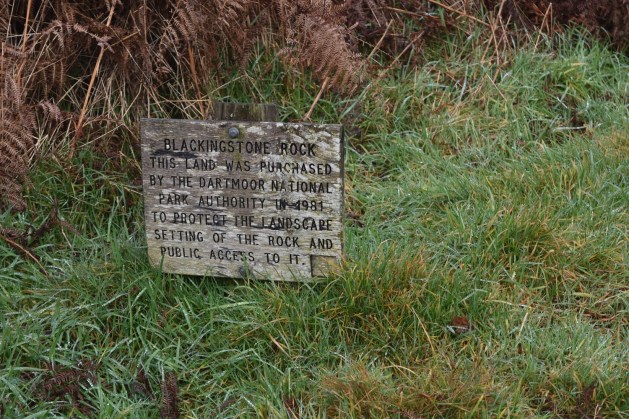 BLACKINGSTONE ROCK
THIS LAND WAS PURCHASED
BY THE DARTMOOR NATIONAL
PARK AUTHORITY IN 1981
TO PROTECT THE LANDSCAPE
SETTING OF THE ROCK AND
PUBLIC ACCESS TO IT.